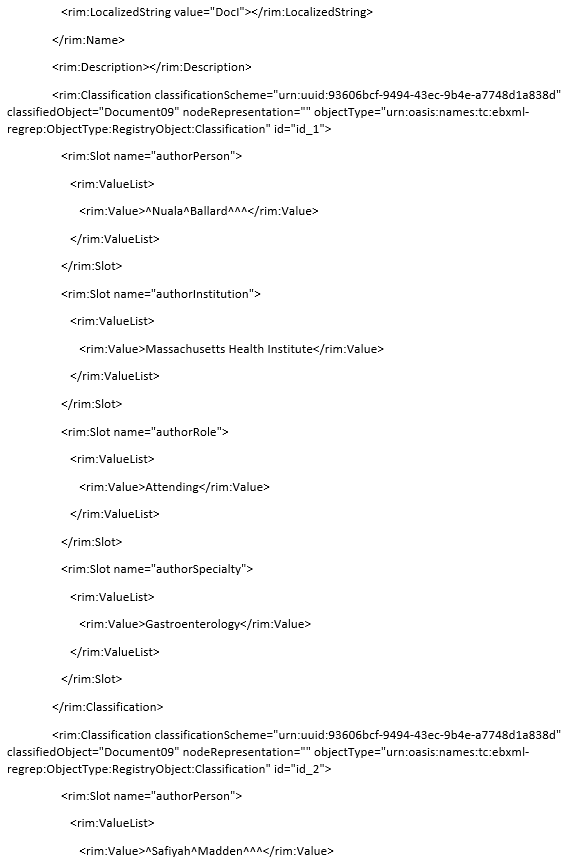 <rim:LocalizedString value="DocI"></rim:LocalizedString>
</rim:Name>
<rim:Description></rim:Description>
<rim:Classification classificationScheme="urn:uuid:93606bcf-9494-43ec-9b4e-a7748d1a838d"
classifiedObject="Document09" nodeRepresentation="" objectType="urn:oasis:names:tc:ebxml-
regrep:ObjectType:RegistryObject:Classification" id="id_1">
<rim:Slot name="authorPerson">
<rim:ValueList>
<rim:Value>^Nuala^Ballard^^^</rim:Value>
</rim:ValueList>
</rim:Slot>
<rim:Slot name="authorInstitution">
<rim:ValueList>
<rim:Value>Massachusetts Health Institute</rim:Value>
</rim:ValueList>
</rim:Slot>
<rim:Slot name="authorRole">
<rim:ValueList>
<rim:Value>Attending</rim:Value>
</rim:ValueList>
</rim:Slot>
<rim:Slot name="authorSpecialty">
<rim:ValueList>
<rim:Value>Gastroenterology</rim:Value>
</rim:ValueList>
</rim:Slot>
</rim:Classification>
<rim:Classification classificationScheme="urn:uuid:93606bcf-9494-43ec-9b4e-a7748d1a838d"
classifiedObject="Document09" nodeRepresentation="" objectType="urn:oasis:names:tc:ebxml-
regrep:ObjectType:RegistryObject:Classification" id="id_2">
<rim:Slot name="authorPerson">
<rim:ValueList>
<rim:Value>^Safiyah^Madden^^^</rim:Value>